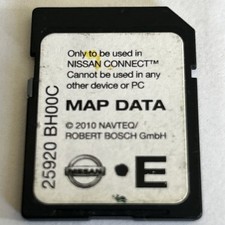 Only to be used in
NISSAN CONNECT™
Cannot be used in any
other device or PC
MAP DATA
© 2010 NAVTEQ/
ROBERT BOSCH GmbH
NISSAN
E
25920 BH00C